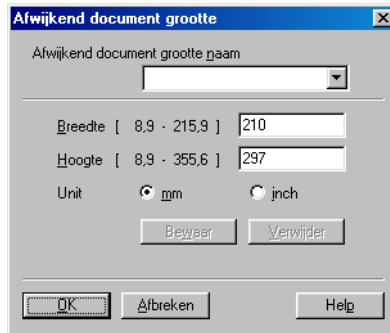 Afwijkend document grootte
Afwijkend document grootte naam
Breedte [ 8,9 - 215,9 ] 210
Hoogte [ 8,9 - 355,6 ] 297
Unit mm inch
Bewaar Verwijder
OK Afbreken Help